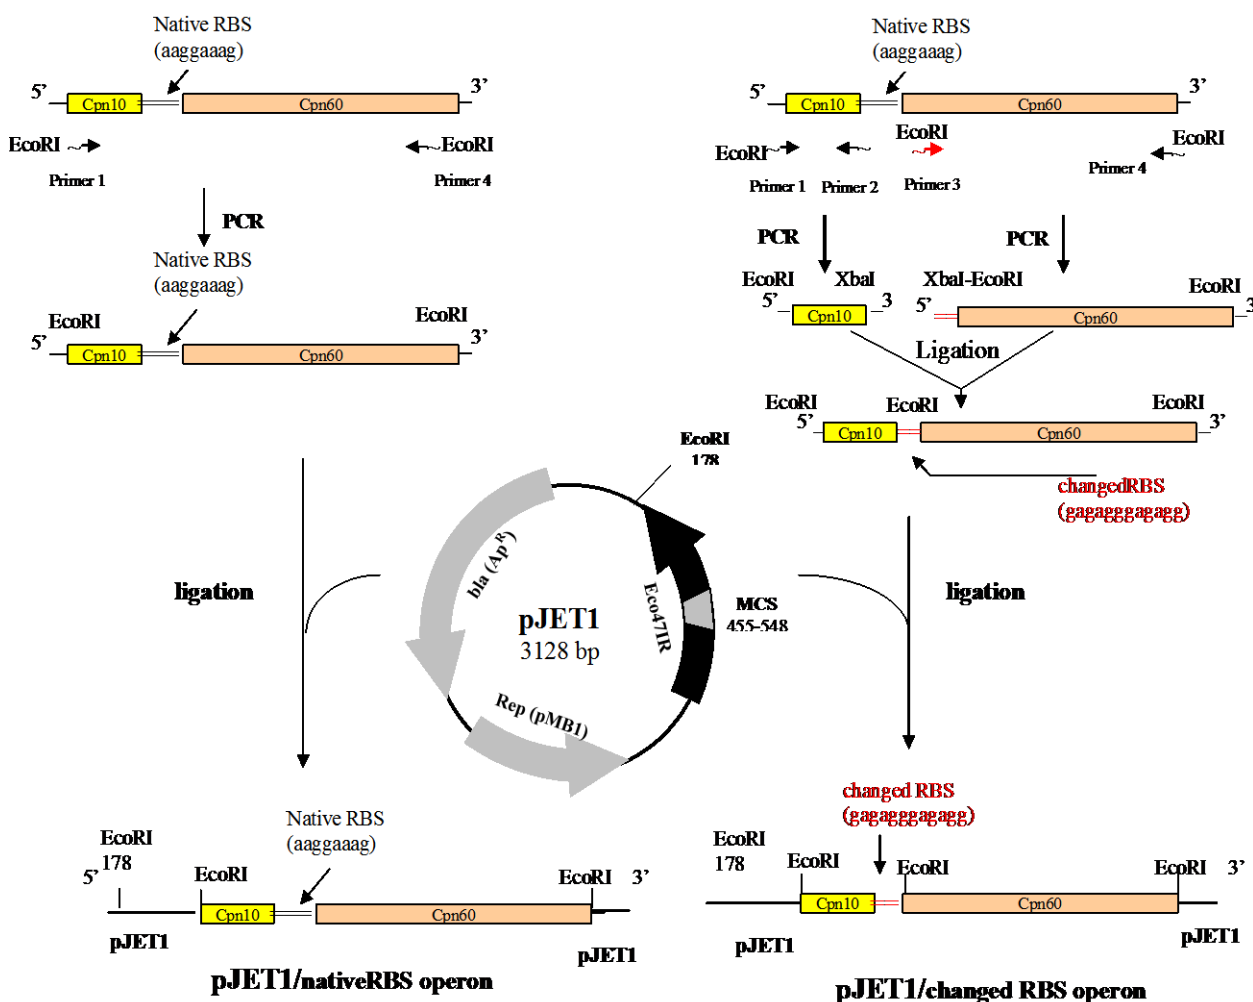 Native RBS
(aaggaaag)
5’
3’
Cpn10
Cpn60
EcoRI
EcoRI
Primer 1
Primer 4
PCR
Native RBS
(aaggaaag)
EcoRI
EcoRI
5’
3’
Cpn10
Cpn60
ligation
Native RBS
(aaggaaag)
5’
3’
Cpn10
Cpn60
EcoRI
EcoRI
EcoRI
Primer 1
Primer 2
Primer 3
Primer 4
PCR
PCR
EcoRI
XbaI
XbaI-EcoRI
EcoRI
5’
3
5’
3
Cpn10
Cpn60
Ligation
EcoRI
EcoRI
EcoRI
5’
3’
Cpn10
Cpn60
changedRBS
(gagagggagagg)
ligation
EcoRI
178
bla (Ap^R)
Eco47IR
MCS
455-548
pJET1
3128 bp
Rep (pMB1)
Native RBS
(aaggaaag)
EcoRI
178
5’
EcoRI
EcoRI
3’
Cpn10
Cpn60
pJET1
pJET1
pJET1/nativeRBS operon
changed RBS
(gagagggagagg)
EcoRI
178
EcoRI
EcoRI
EcoRI
3’
Cpn10
Cpn60
pJET1
pJET1
pJET1/changed RBS operon